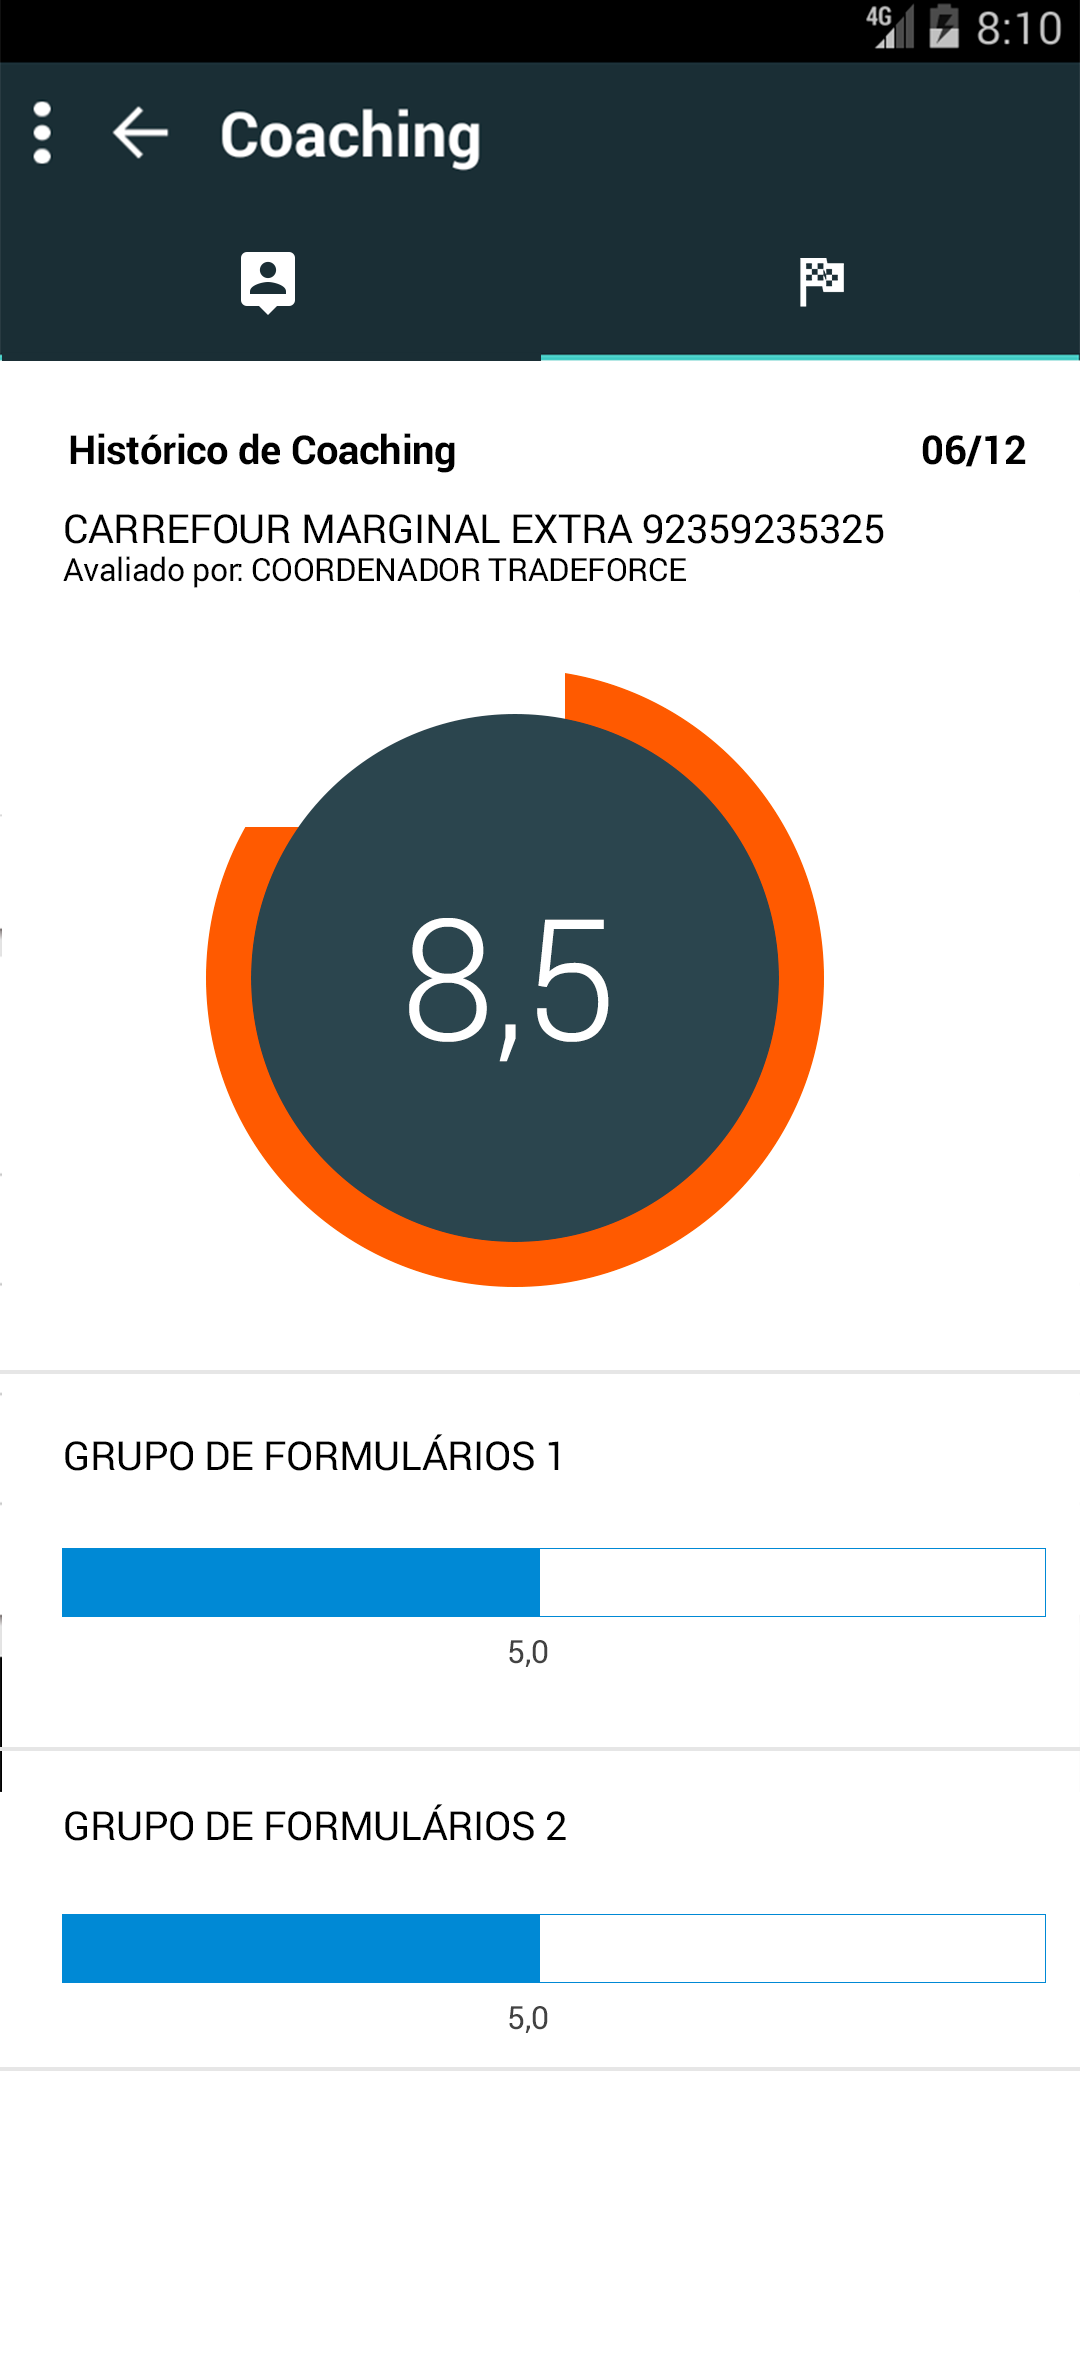 4G 8:10
Coaching
Histórico de Coaching 06/12
CARREFOUR MARGINAL EXTRA 92359235325
Avaliado por: COORDENADOR TRADEFORCE
8,5
GRUPO DE FORMULÁRIOS 1
5,0
GRUPO DE FORMULÁRIOS 2
5,0